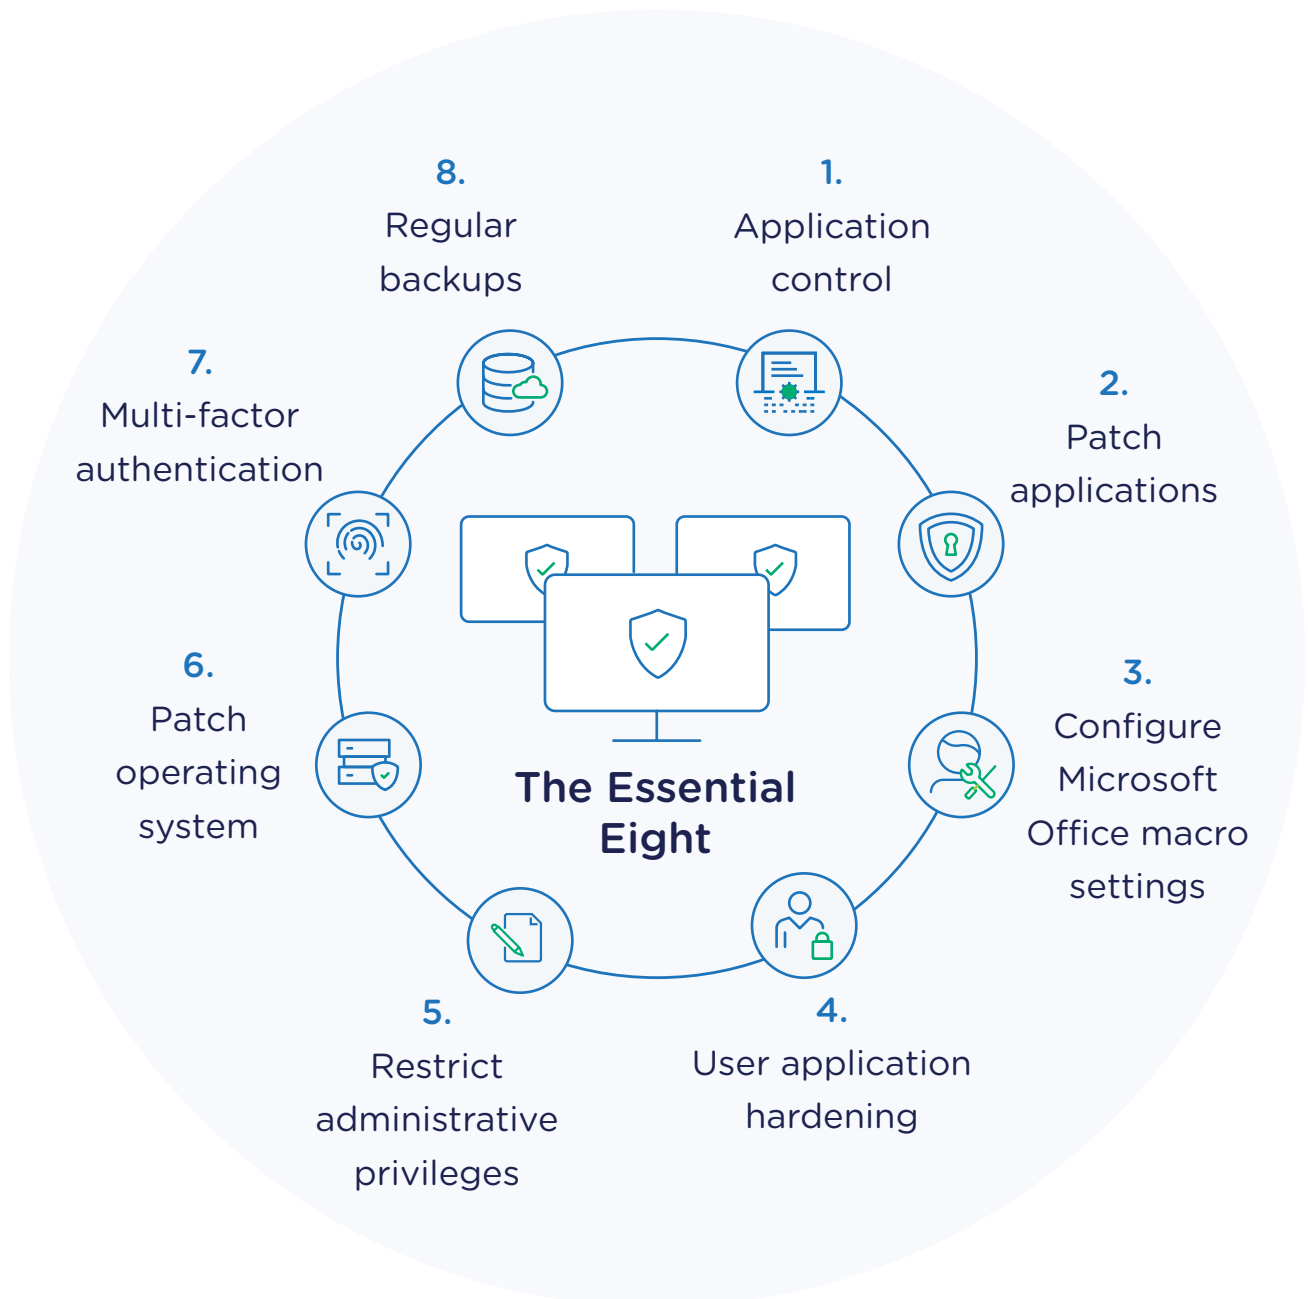 1.
Application
control
2.
Patch
applications
3.
Configure
Microsoft
Office macro
settings
4.
User application
hardening
5.
Restrict
administrative
privileges
6.
Patch
operating
system
7.
Multi-factor
authentication
8.
Regular
backups
The Essential
Eight